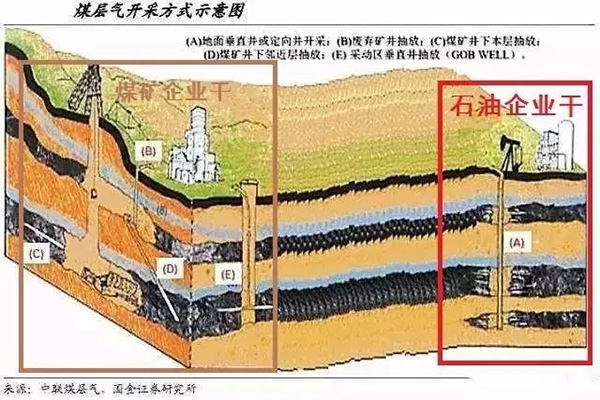 煤层气开采方式示意图
(A)地面垂直井或定向井开采; (B)废弃矿井抽放; (C)煤矿井下本层抽放;
(D)煤矿井下邻近层抽放; (E) 采动区垂直井抽放 (GOB WELL) 。
煤矿企业干
石油企业干
(B)
(B)
(C)
(D)
(E)
(A)
来源: 中联煤层气, 国金证券研究所